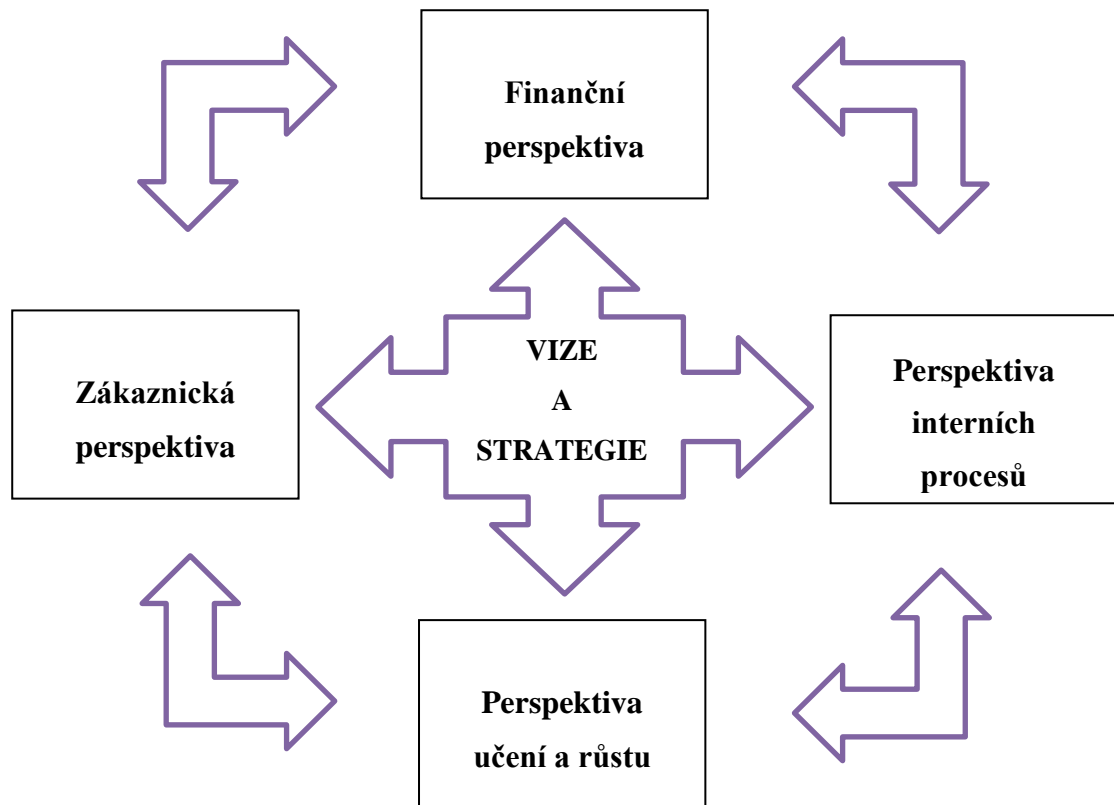 Finanční
perspektiva
Zákaznická
perspektiva
VIZE
A
STRATEGIE
Perspektiva
interních
procesů
Perspektiva
učení a růstu